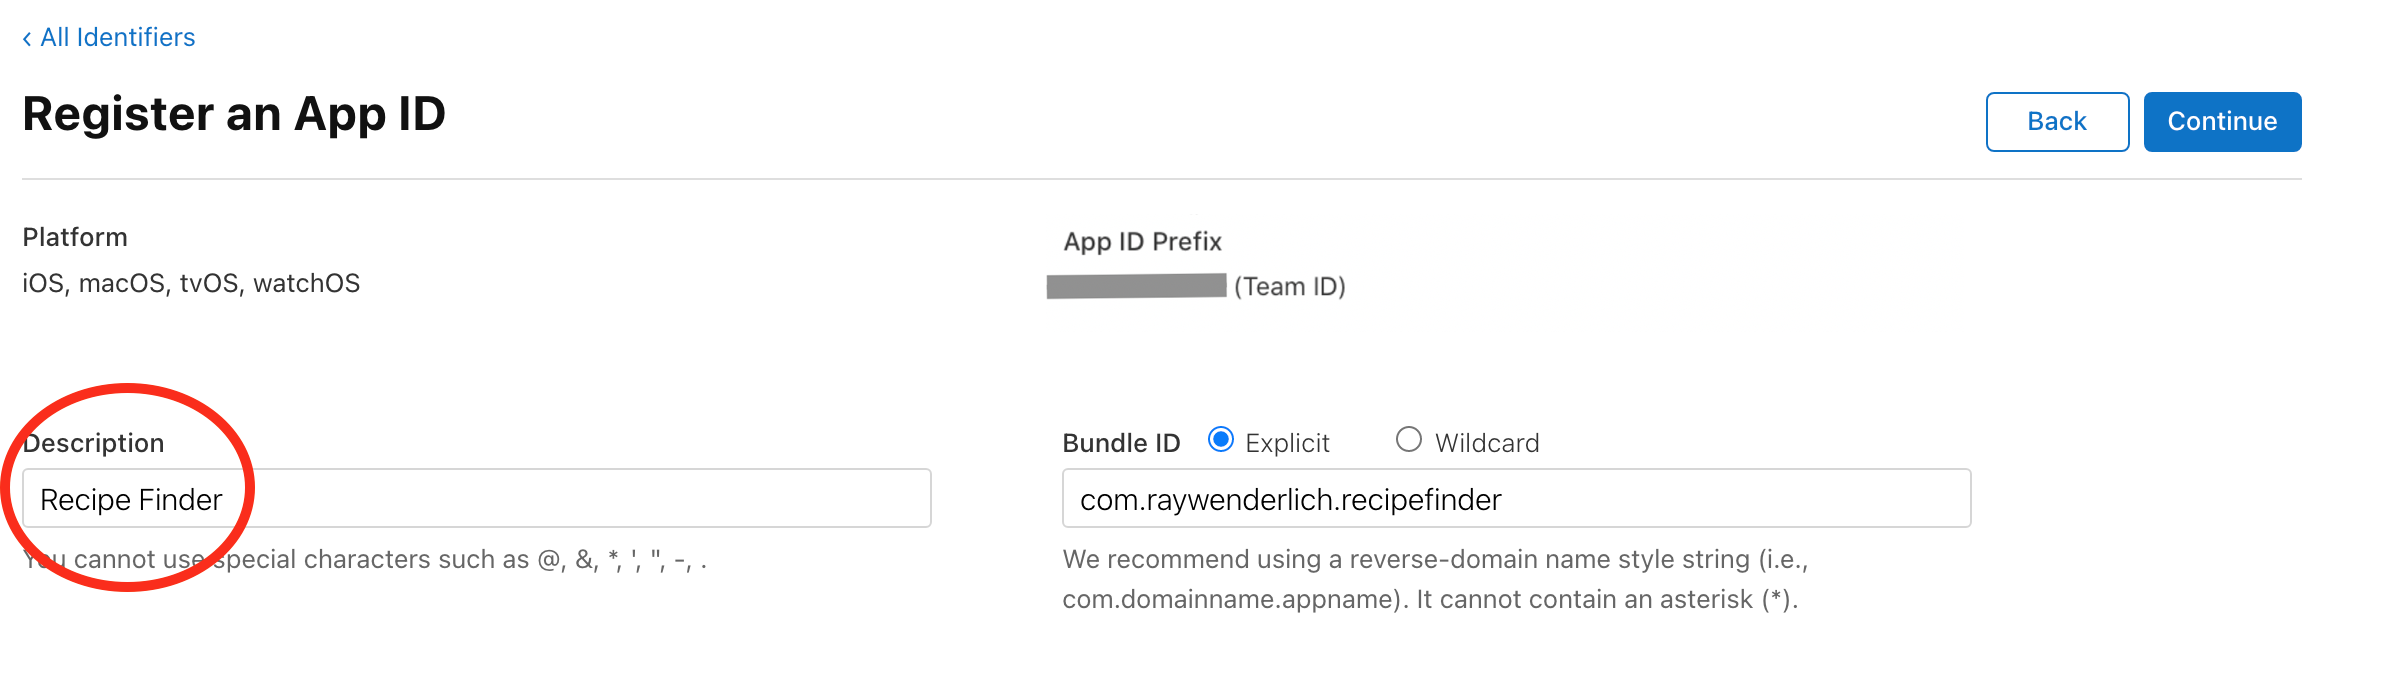 ‹ All Identifiers
Register an App ID
Back
Continue
Platform
iOS, macOS, tvOS, watchOS
App ID Prefix
(Team ID)
Description
Recipe Finder
You cannot use special characters such as @, &, *, ', ", -, .
Bundle ID Explicit Wildcard
com.raywenderlich.recipefinder
We recommend using a reverse-domain name style string (i.e.,
com.domainname.appname). It cannot contain an asterisk (*).